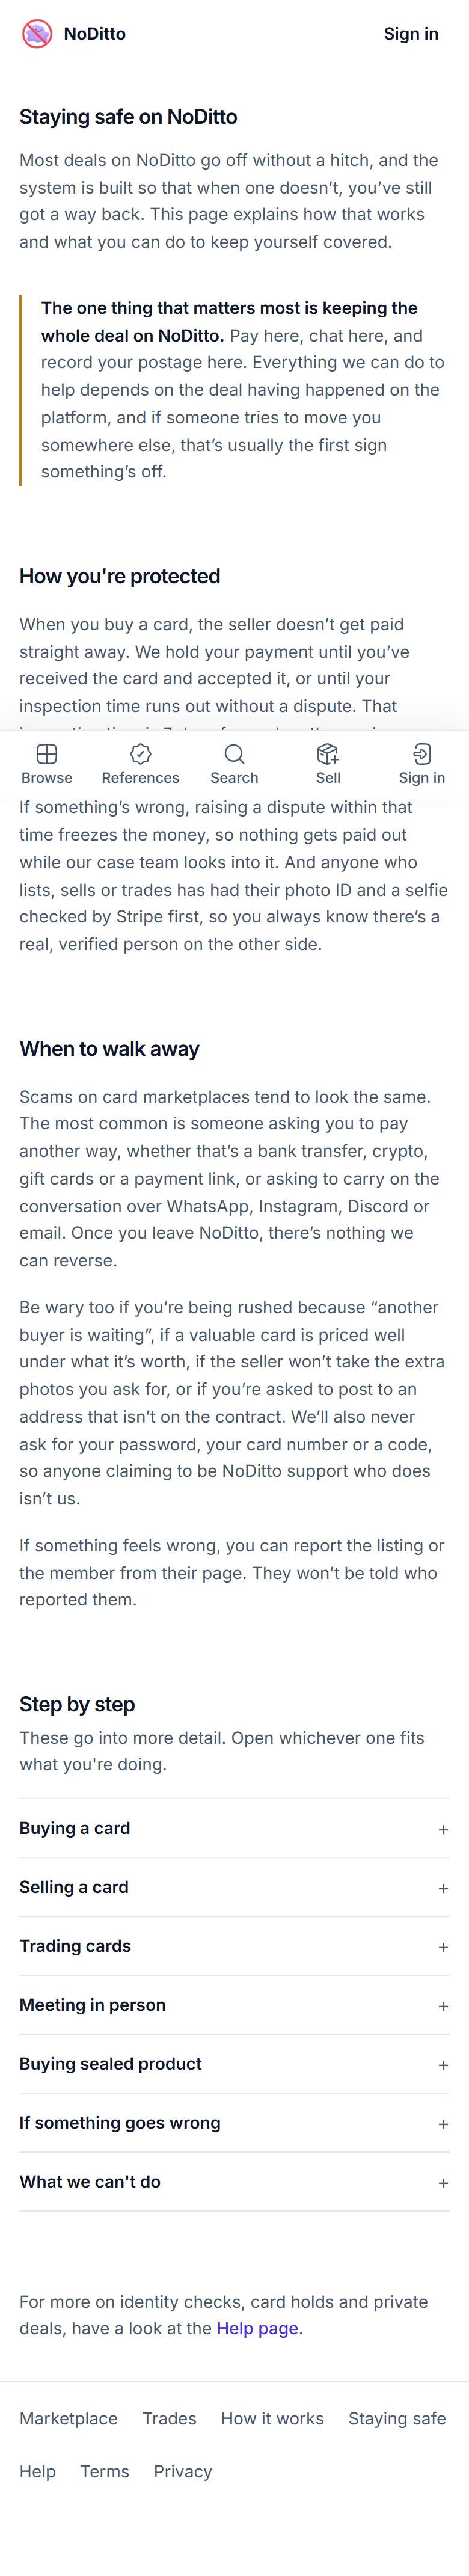 NoDitto
Sign in
Staying safe on NoDitto
Most deals on NoDitto go off without a hitch, and the
system is built so that when one doesn’t, you’ve still
got a way back. This page explains how that works
and what you can do to keep yourself covered.
The one thing that matters most is keeping the
whole deal on NoDitto. Pay here, chat here, and
record your postage here. Everything we can do to
help depends on the deal having happened on the
platform, and if someone tries to move you
somewhere else, that’s usually the first sign
something’s off.
How you're protected
When you buy a card, the seller doesn’t get paid
straight away. We hold your payment until you’ve
received the card and accepted it, or until your
inspection time runs out without a dispute. That
Browse
References
Search
Sell
Sign in
If something’s wrong, raising a dispute within that
time freezes the money, so nothing gets paid out
while our case team looks into it. And anyone who
lists, sells or trades has had their photo ID and a selfie
checked by Stripe first, so you always know there’s a
real, verified person on the other side.
When to walk away
Scams on card marketplaces tend to look the same.
The most common is someone asking you to pay
another way, whether that’s a bank transfer, crypto,
gift cards or a payment link, or asking to carry on the
conversation over WhatsApp, Instagram, Discord or
email. Once you leave NoDitto, there’s nothing we
can reverse.
Be wary too if you’re being rushed because “another
buyer is waiting”, if a valuable card is priced well
under what it’s worth, if the seller won’t take the extra
photos you ask for, or if you’re asked to post to an
address that isn’t on the contract. We’ll also never
ask for your password, your card number or a code,
so anyone claiming to be NoDitto support who does
isn’t us.
If something feels wrong, you can report the listing or
the member from their page. They won’t be told who
reported them.
Step by step
These go into more detail. Open whichever one fits
what you're doing.
Buying a card +
Selling a card +
Trading cards +
Meeting in person +
Buying sealed product +
If something goes wrong +
What we can't do +
For more on identity checks, card holds and private
deals, have a look at the Help page.
Marketplace Trades How it works Staying safe
Help Terms Privacy